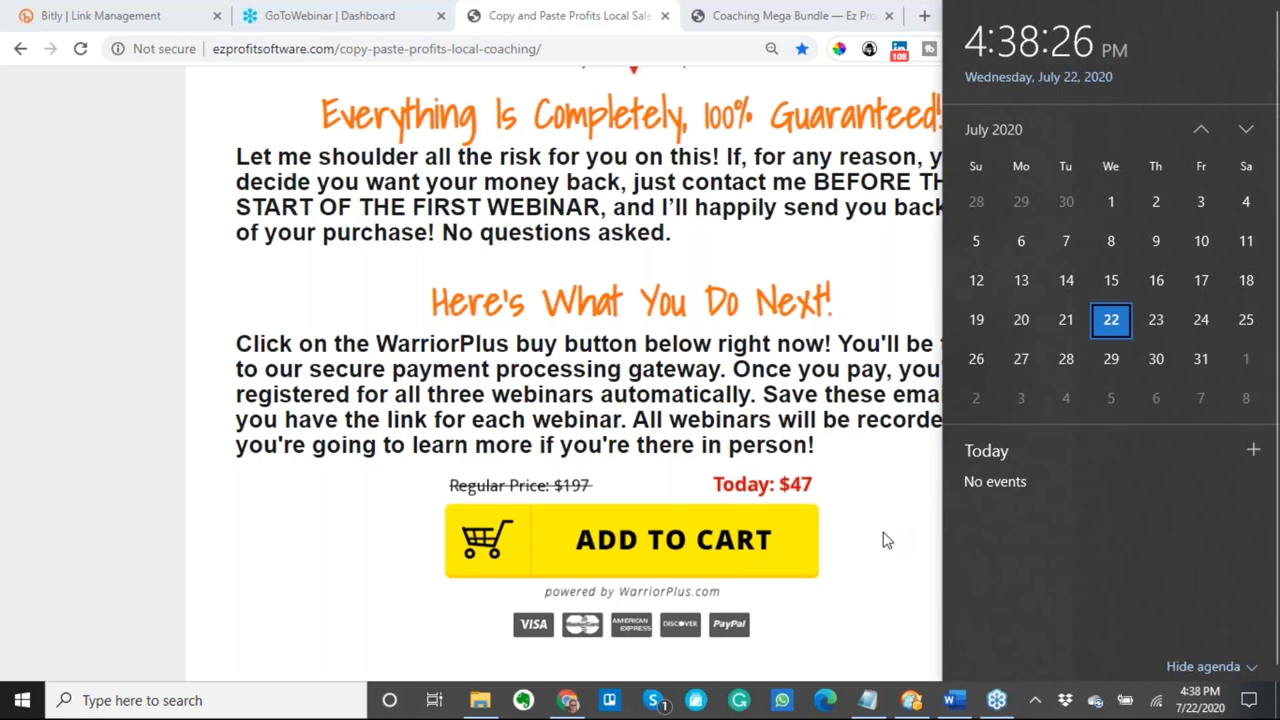 Bitly | Link Management
GoToWebinar | Dashboard
Copy and Paste Profits Local Sale
Coaching Mega Bundle — Ez Pro
Not secure
ezprofitsoftware.com/copy-paste-profits-local-coaching/
108
Everything Is Completely, 100% Guaranteed!
Let me shoulder all the risk for you on this! If, for any reason, y
decide you want your money back, just contact me BEFORE TH
START OF THE FIRST WEBINAR, and I'll happily send you back
of your purchase! No questions asked.
Here's What You Do Next!
Click on the WarriorPlus buy button below right now! You'll be
to our secure payment processing gateway. Once you pay, you'
registered for all three webinars automatically. Save these emai
you have the link for each webinar. All webinars will be recorde
you're going to learn more if you're there in person!
Regular Price: $197 Today: $47
ADD TO CART
powered by WarriorPlus.com
VISA MasterCard AMERICAN EXPRESS DISCOVER PayPal
4:38:26 PM
Wednesday, July 22, 2020
July 2020
Su Mo Tu We Th Fr Sa
28 29 30 1 2 3 4
5 6 7 8 9 10 11
12 13 14 15 16 17 18
19 20 21 22 23 24 25
26 27 28 29 30 31 1
2 3 4 5 6 7 8
Today
No events
Hide agenda
Type here to search
1
4:38 PM
7/22/2020